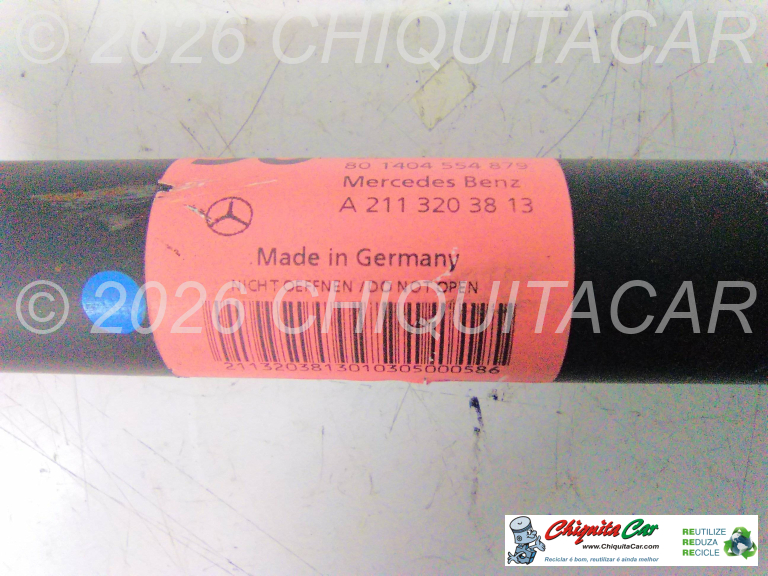 © 2026 CHIQUITACAR
80 1404 554 879
Mercedes Benz
A 211 320 38 13
Made in Germany
NICHT OEFFNEN /DO NOT OPEN
© 2026 CHIQUITACAR
21132038130103050005​86
Chiquita Car
www.ChiquitaCar.com
Reciclar é bom, reutilizar é ainda melhor
REUTILIZE
REDUZA
RECICLE